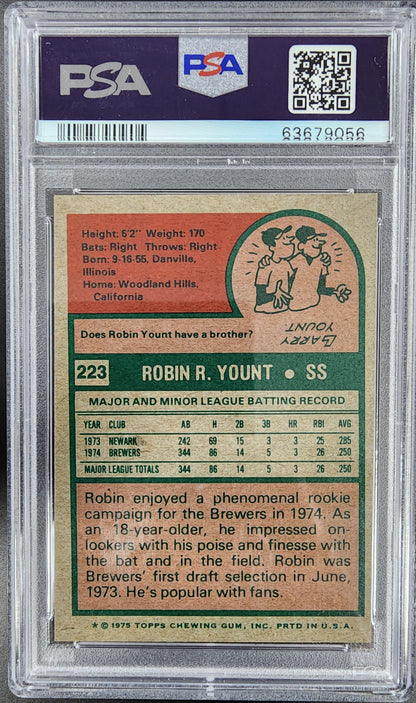 PSA
PSA
63679056
Height: 6'2" Weight: 170
Bats: Right Throws: Right
Born: 9-16-55, Danville,
Illinois
Home: Woodland Hills,
California
BARRY
YOUNT
Does Robin Yount have a brother?
223 ROBIN R. YOUNT • SS
MAJOR AND MINOR LEAGUE BATTING RECORD
YEAR CLUB AB H 2B 3B HR RBI AVG
1973 NEWARK 242 69 15 3 3 25 .285
1974 BREWERS 344 86 14 5 3 26 .250
MAJOR LEAGUE TOTALS 344 86 14 5 3 26 .250
Robin enjoyed a phenomenal rookie
campaign for the Brewers in 1974. As
an 18-year-older, he impressed on-
lookers with his poise and finesse with
the bat and in the field. Robin was
Brewers' first draft selection in June,
1973. He's popular with fans.
* © 1975 TOPPS CHEWING GUM, INC. PRTD IN U.S.A.